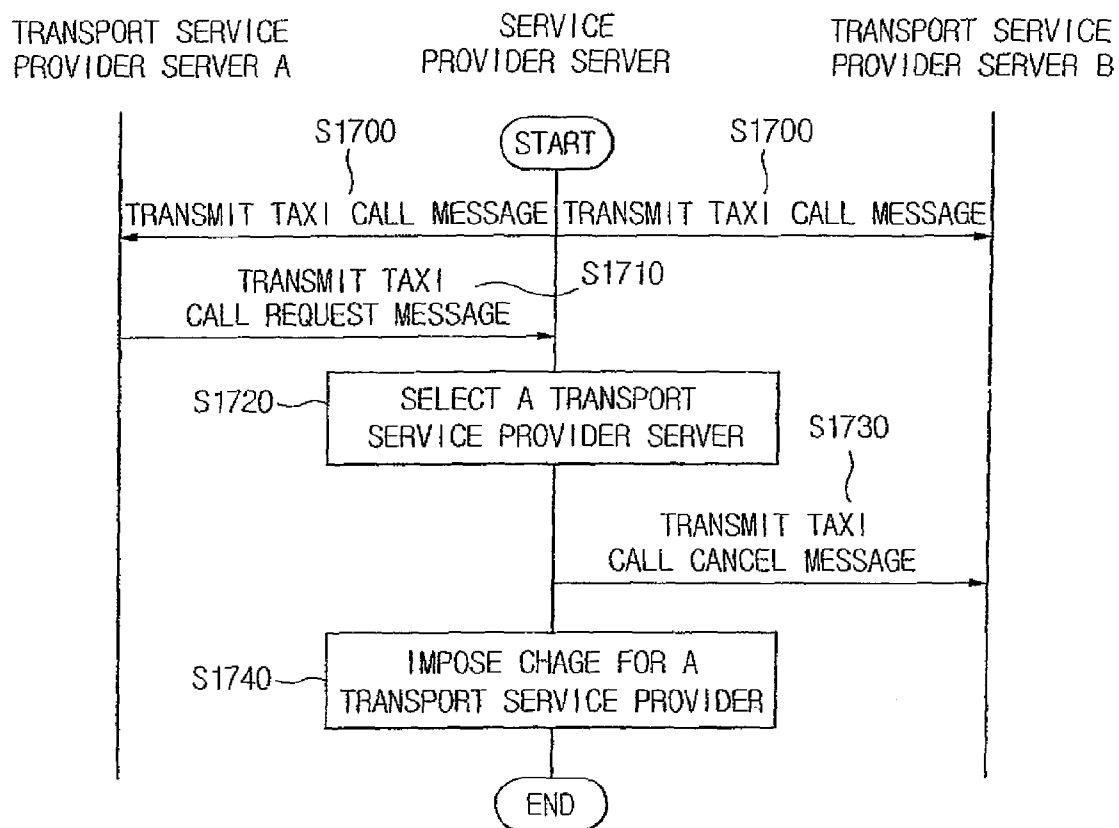 TRANSPORT SERVICE
PROVIDER SERVER A
SERVICE
PROVIDER SERVER
TRANSPORT SERVICE
PROVIDER SERVER B
S1700
START
S1700
TRANSMIT TAXI CALL MESSAGE
TRANSMIT TAXI CALL MESSAGE
TRANSMIT TAXI
CALL REQUEST MESSAGE
S1710
S1720
SELECT A TRANSPORT
SERVICE PROVIDER SERVER
S1730
TRANSMIT TAXI
CALL CANCEL MESSAGE
S1740
IMPOSE CHAGE FOR A
TRANSPORT SERVICE PROVIDER
END